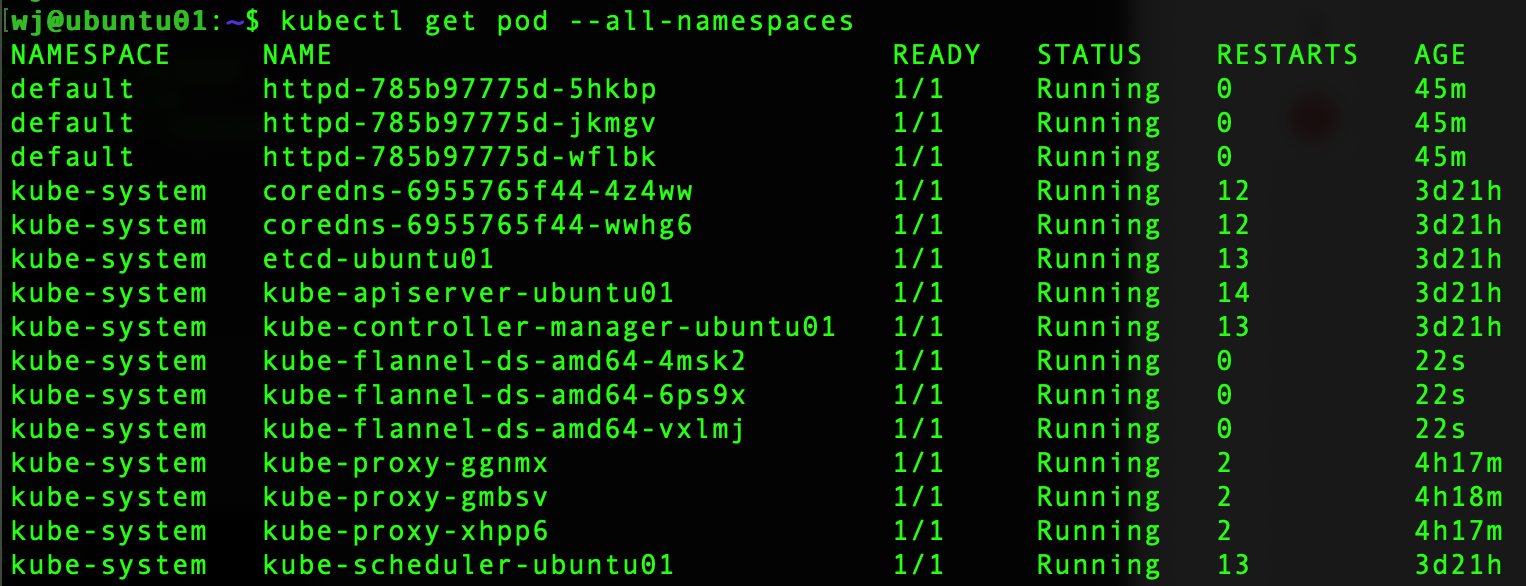 wj@ubuntu01:~$ kubectl get pod --all-namespaces
NAMESPACE NAME READY STATUS RESTARTS AGE
default httpd-785b97775d-5hkbp 1/1 Running 0 45m
default httpd-785b97775d-jkmgv 1/1 Running 0 45m
default httpd-785b97775d-wflbk 1/1 Running 0 45m
kube-system coredns-6955765f44-4z4ww 1/1 Running 12 3d21h
kube-system coredns-6955765f44-wwhg6 1/1 Running 12 3d21h
kube-system etcd-ubuntu01 1/1 Running 13 3d21h
kube-system kube-apiserver-ubuntu01 1/1 Running 14 3d21h
kube-system kube-controller-manager-ubuntu01 1/1 Running 13 3d21h
kube-system kube-flannel-ds-amd64-4msk2 1/1 Running 0 22s
kube-system kube-flannel-ds-amd64-6ps9x 1/1 Running 0 22s
kube-system kube-flannel-ds-amd64-vxlmj 1/1 Running 0 22s
kube-system kube-proxy-ggnmx 1/1 Running 2 4h17m
kube-system kube-proxy-gmbsv 1/1 Running 2 4h18m
kube-system kube-proxy-xhpp6 1/1 Running 2 4h17m
kube-system kube-scheduler-ubuntu01 1/1 Running 13 3d21h